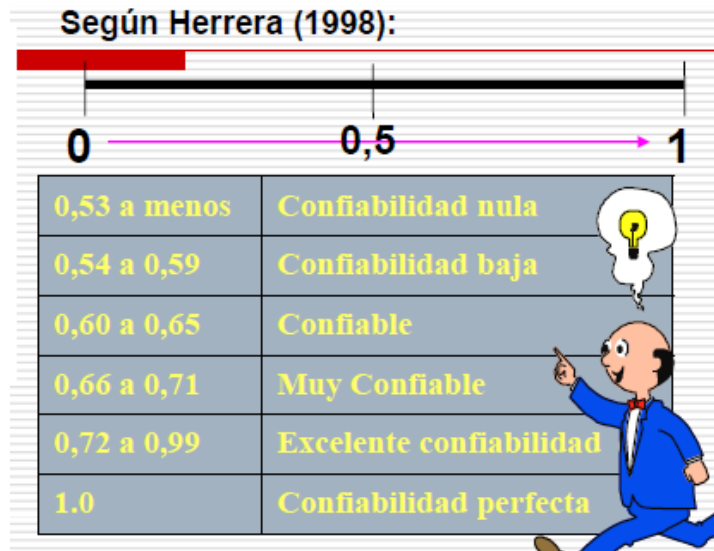 Según Herrera (1998):
0 0,5 1
0,53 a menos Confiabilidad nula
0,54 a 0,59 Confiabilidad baja
0,60 a 0,65 Confiable
0,66 a 0,71 Muy Confiable
0,72 a 0,99 Excelente confiabilidad
1.0 Confiabilidad perfecta